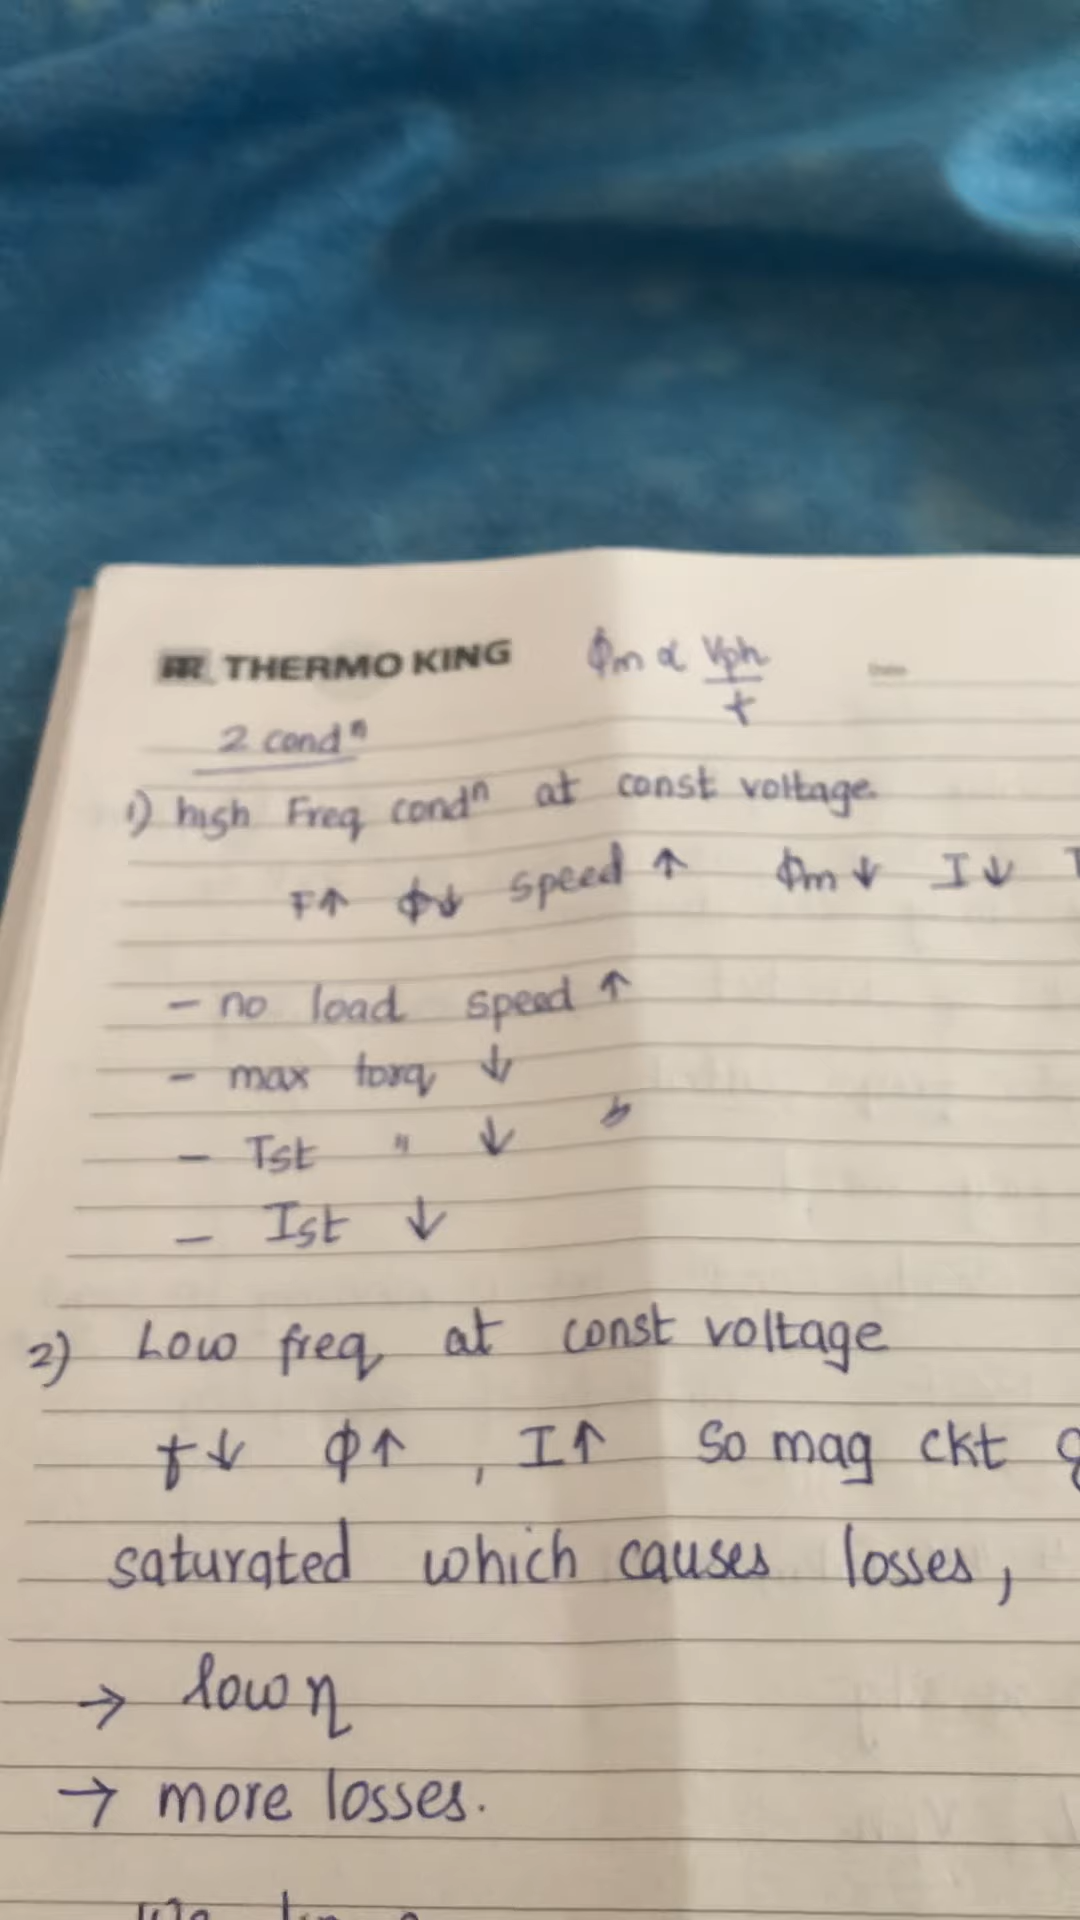 THERMO KING
Φm α Vph / f
2 condⁿ
1) high Freq condⁿ at const voltage
F↑ Φ↓ speed ↑ Φm ↓ I ↓
- no load speed ↑
- max torq ↓
- Tst " ↓
- Ist ↓
2) Low freq at const voltage
f↓ Φ↑, I↑ So mag ckt
saturated which causes losses,
→ low η
→ more losses.